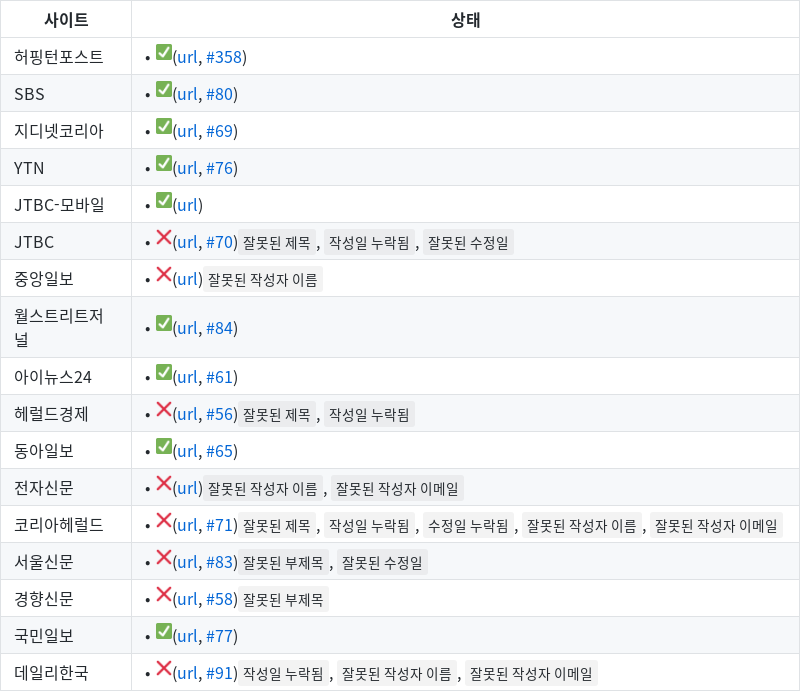 사이트 상태
허핑턴포스트 • ✅(url, #358)
SBS • ✅(url, #80)
지디넷코리아 • ✅(url, #69)
YTN • ✅(url, #76)
JTBC-모바일 • ✅(url)
JTBC • ❌(url, #70) 잘못된 제목 , 작성일 누락됨 , 잘못된 수정일
중앙일보 • ❌(url) 잘못된 작성자 이름
월스트리트저
널 • ✅(url, #84)
아이뉴스24 • ✅(url, #61)
헤럴드경제 • ❌(url, #56) 잘못된 제목 , 작성일 누락됨
동아일보 • ✅(url, #65)
전자신문 • ❌(url) 잘못된 작성자 이름 , 잘못된 작성자 이메일
코리아헤럴드 • ❌(url, #71) 잘못된 제목 , 작성일 누락됨 , 수정일 누락됨 , 잘못된 작성자 이름 , 잘못된 작성자 이메일
서울신문 • ❌(url, #83) 잘못된 부제목 , 잘못된 수정일
경향신문 • ❌(url, #58) 잘못된 부제목
국민일보 • ✅(url, #77)
데일리한국 • ❌(url, #91) 작성일 누락됨 , 잘못된 작성자 이름 , 잘못된 작성자 이메일